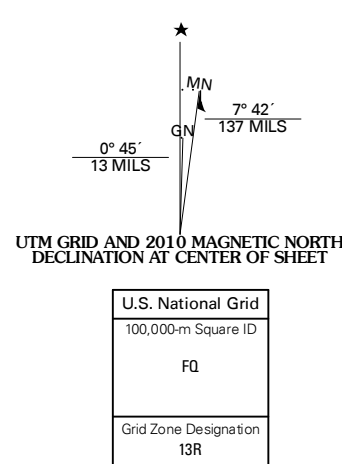 MN
7° 42´
137 MILS
GN
0° 45´
13 MILS
UTM GRID AND 2010 MAGNETIC NORTH
DECLINATION AT CENTER OF SHEET
U.S. National Grid
100,000-m Square ID
FQ
Grid Zone Designation
13R